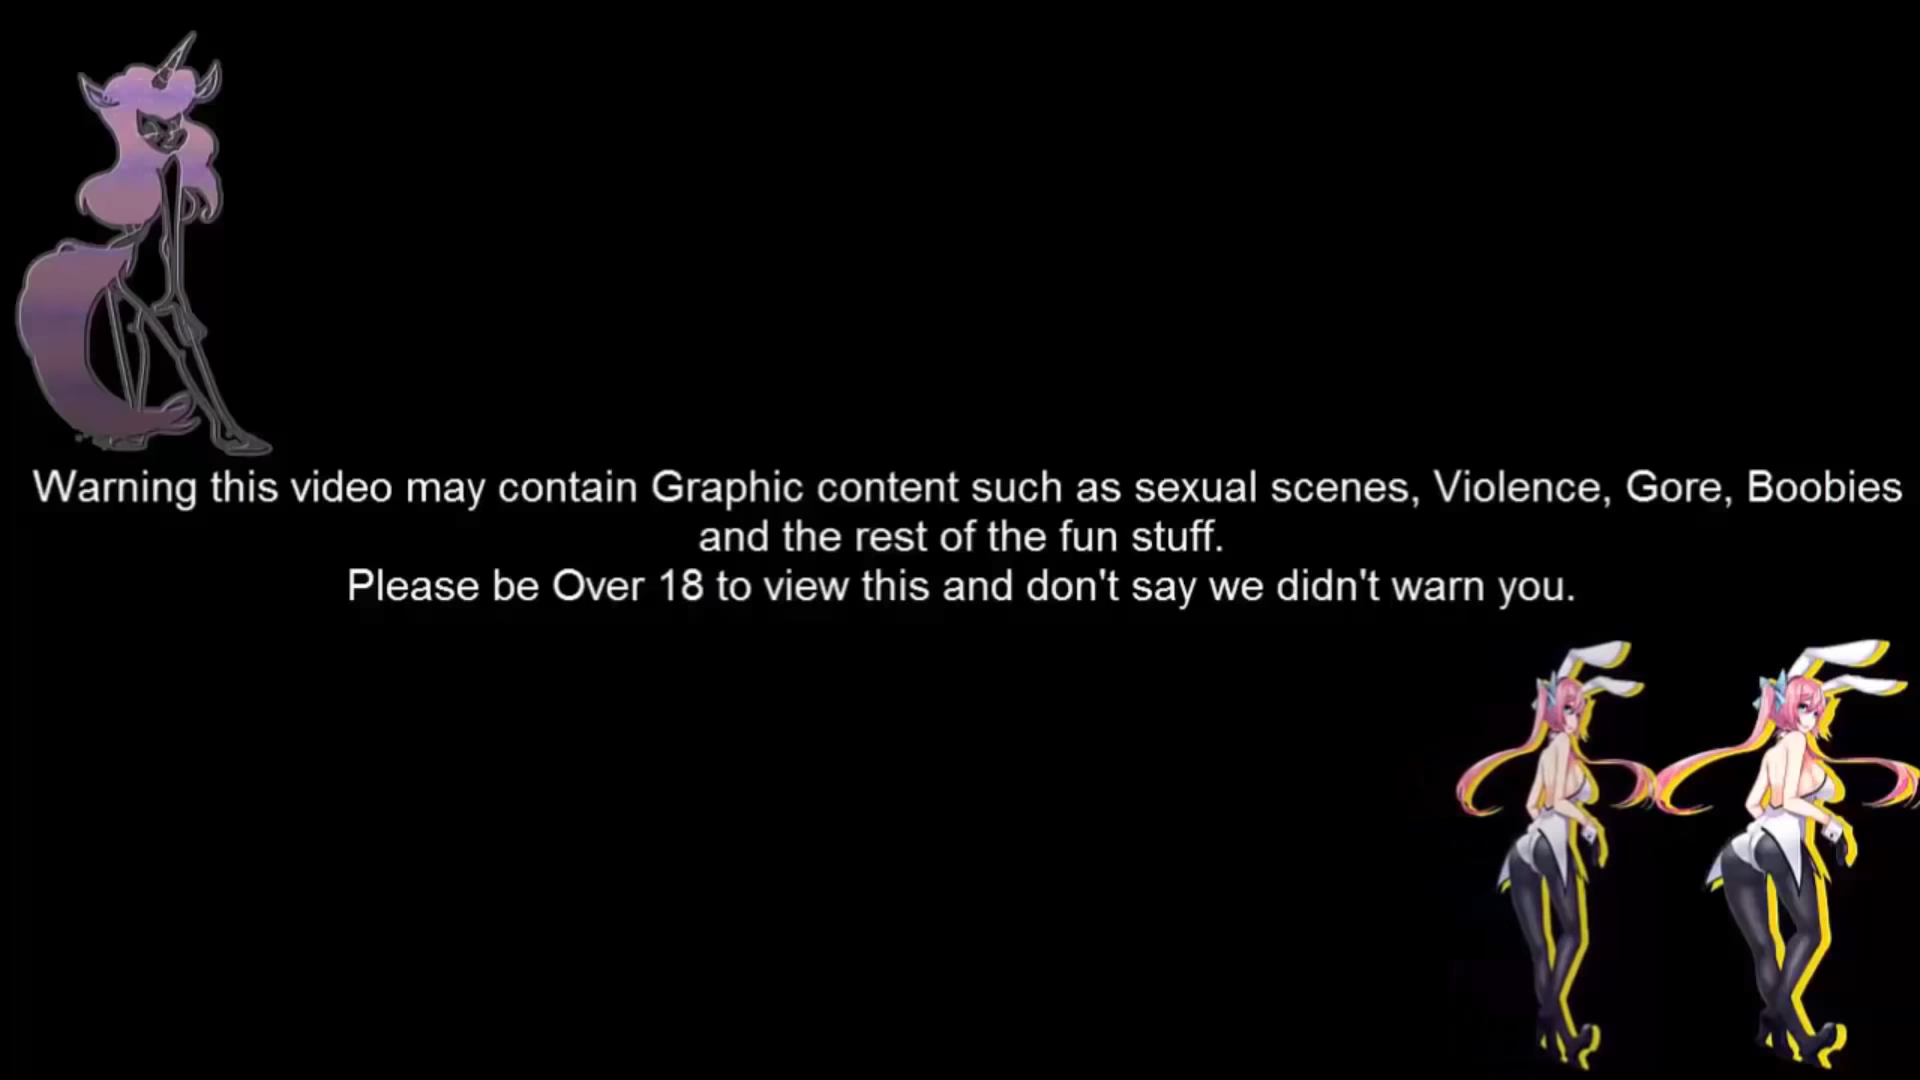 Warning this video may contain Graphic content such as sexual scenes, Violence, Gore, Boobies
and the rest of the fun stuff.
Please be Over 18 to view this and don't say we didn't warn you.